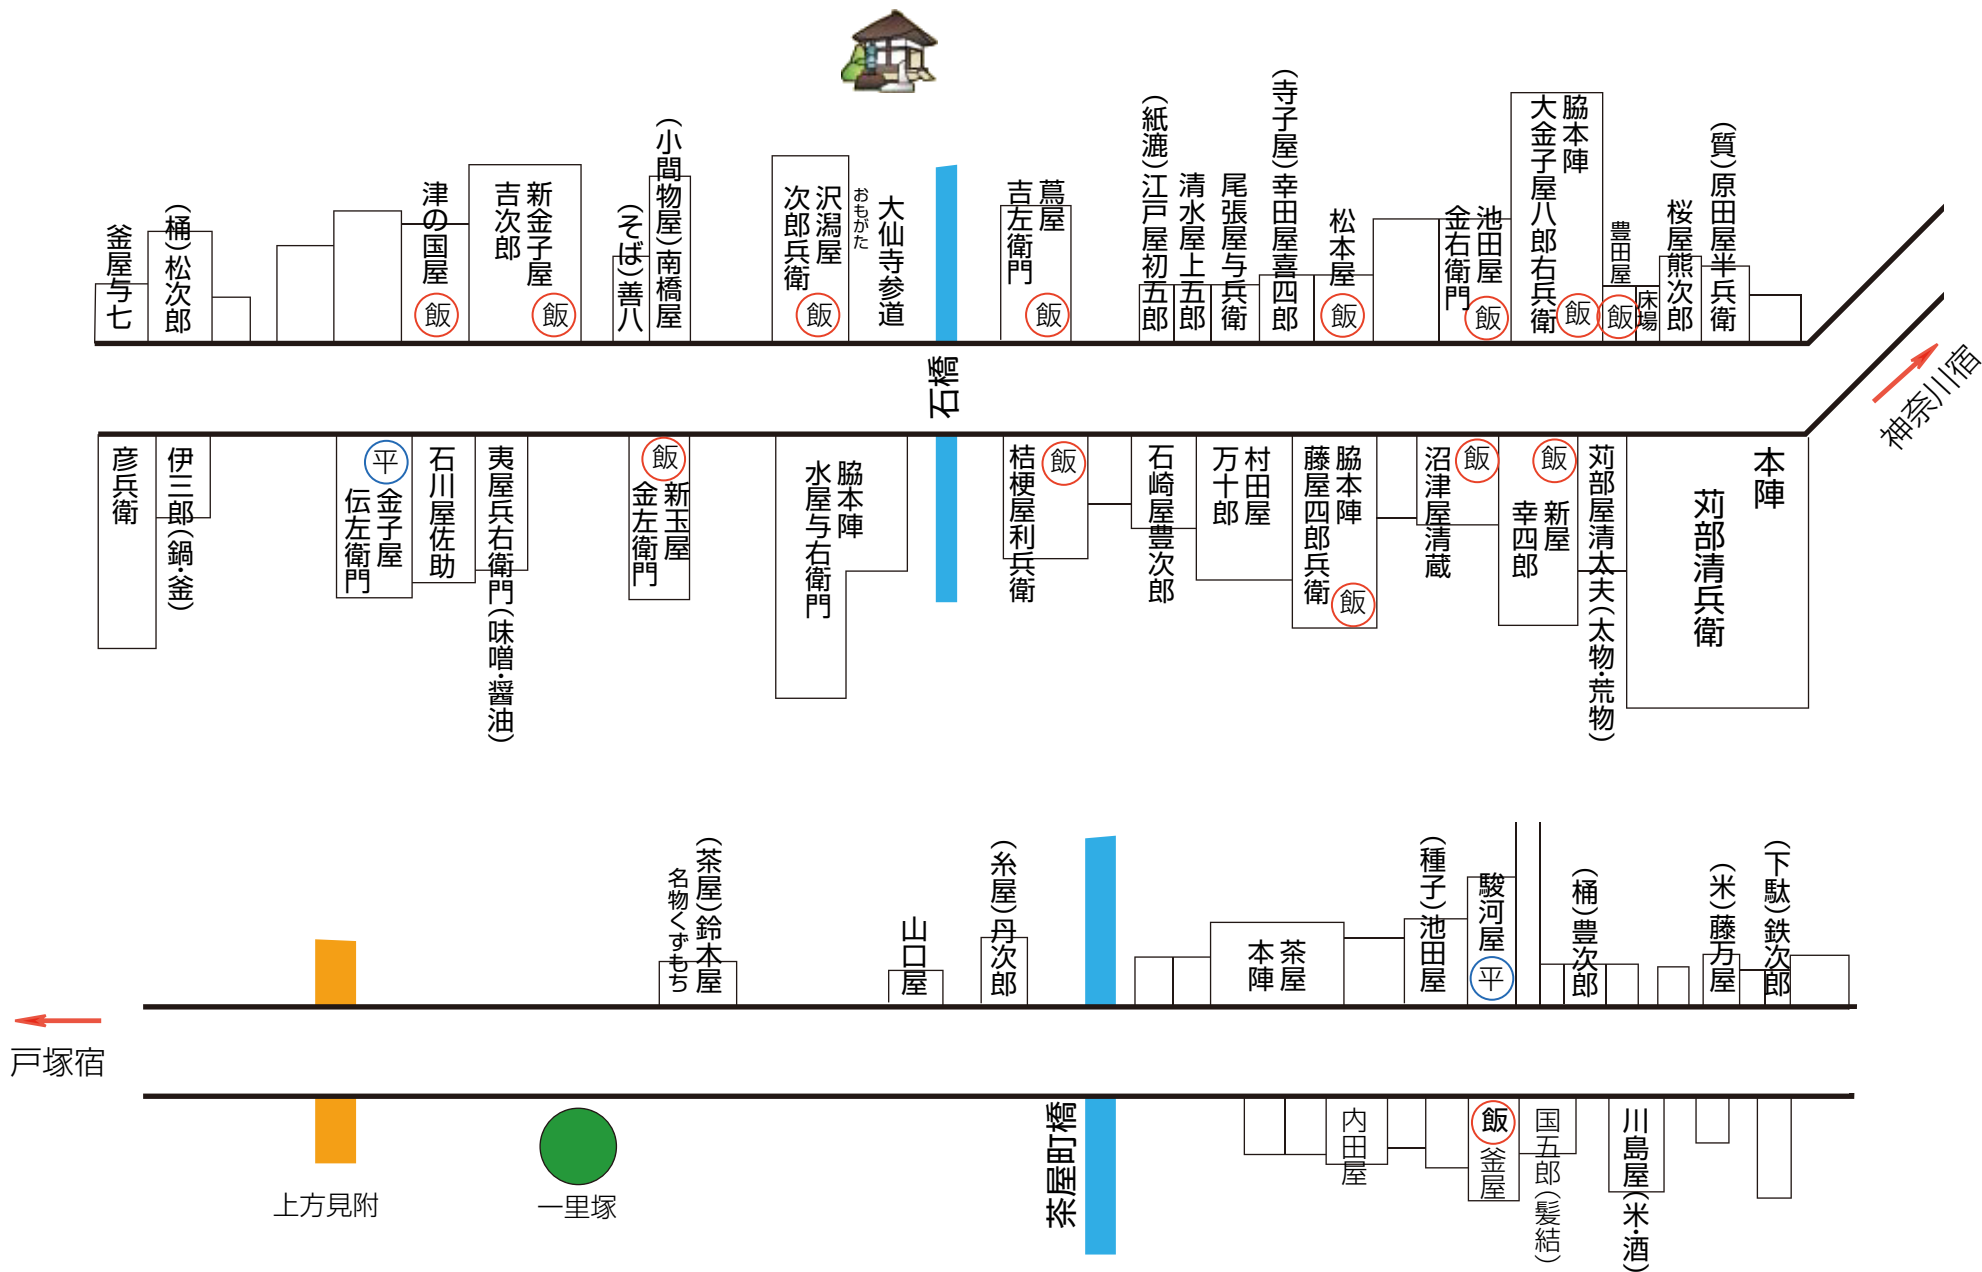 釜屋与七
(桶)松次郎
津の国屋
飯
新金子屋
吉次郎
飯
(そば)善八
(小間物屋)南橋屋
沢潟屋
次郎兵衛
飯
おもがた
大仙寺参道
蔦屋
吉左衛門
飯
(紙漉)江戸屋初五郎
清水屋上五郎
尾張屋与兵衛
(寺子屋)幸田屋喜四郎
松本屋
飯
池田屋
金右衛門
飯
脇本陣
大金子屋八郎右兵衛
飯
豊田屋
飯
床場
桜屋熊次郎
(質)原田屋半兵衛
石橋
神奈川宿
彦兵衛
伊三郎(鍋・釜)
平
金子屋
伝左衛門
石川屋佐助
夷屋兵右衛門(味噌・醤油)
飯
新玉屋
金左衛門
脇本陣
水屋与右衛門
桔梗屋利兵衛
飯
石崎屋豊次郎
村田屋
万十郎
脇本陣
藤屋四郎兵衛
飯
沼津屋清蔵
飯
飯
新屋
幸四郎
苅部屋清太夫(太物・荒物)
本陣
苅部清兵衛
(茶屋)鈴木屋
名物くずもち
山口屋
(糸屋)丹次郎
茶屋
本陣
(種子)池田屋
駿河屋
平
(桶)豊次郎
(米)藤万屋
(下駄)鉄次郎
戸塚宿
上方見附
一里塚
茶屋町橋
内田屋
飯
釜屋
国五郎(髪結)
川島屋(米・酒)